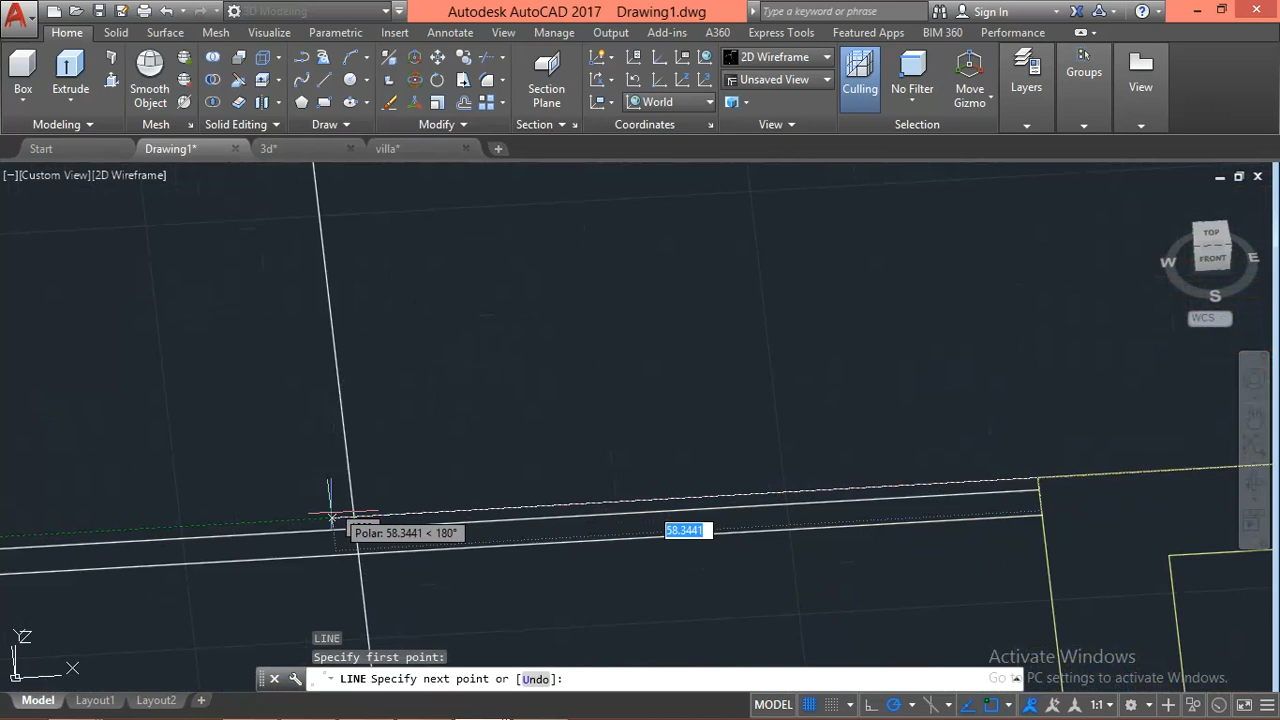 A 3D Modeling Autodesk AutoCAD 2017 Drawing1.dwg Type a keyword or phrase Sign In
Home Solid Surface Mesh Visualize Parametric Insert Annotate View Manage Output Add-ins A360 Express Tools Featured Apps BIM 360 Performance
2D Wireframe
Unsaved View
World
Box Extrude Smooth Object Section Plane Culling No Filter Move Gizmo Layers Groups View
Modeling Mesh Solid Editing Draw Modify Section Coordinates View Selection
Start Drawing1* 3d* villa*
[−][Custom View][2D Wireframe]
TOP
FRONT
W E
S
WCS
Polar: 58.3441 < 180°
58.3441
Z
X
LINE
Specify first point:
LINE Specify next point or [Undo]:
Activate Windows
Go to PC settings to activate Windows.
Model Layout1 Layout2 MODEL 1:1